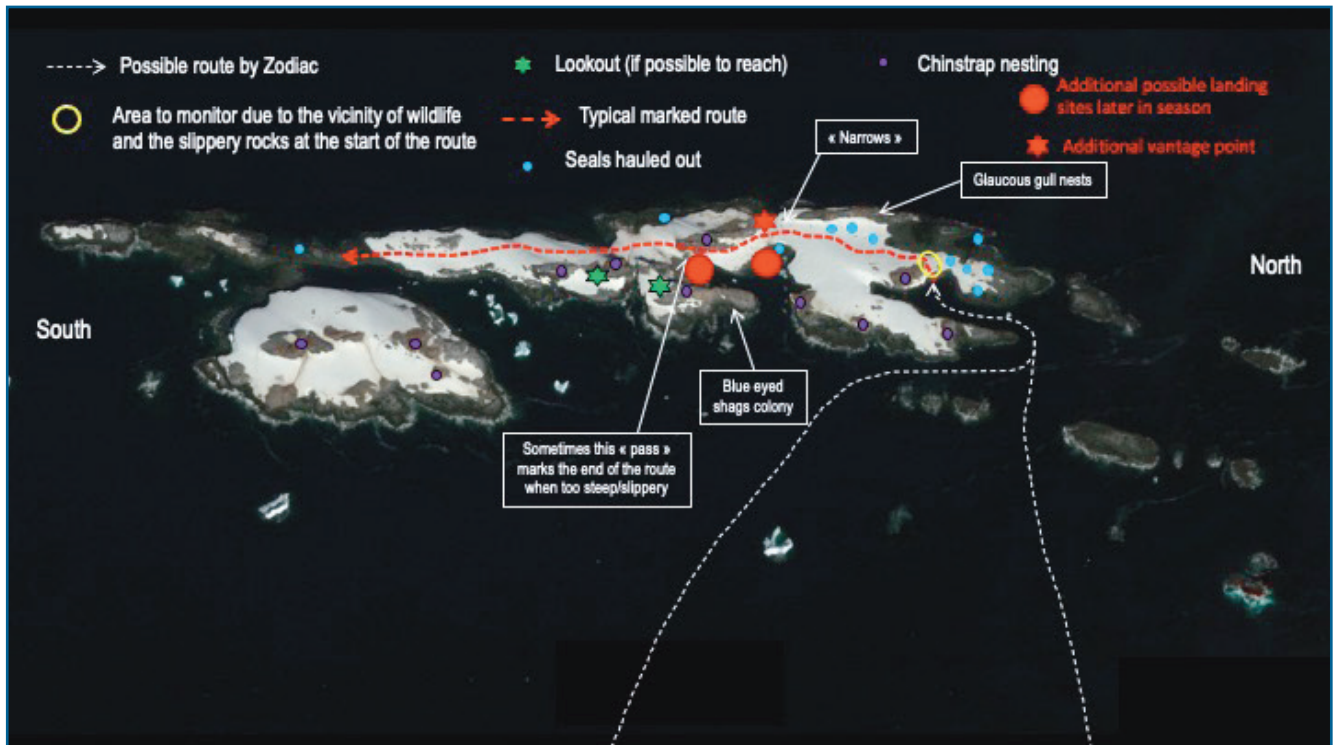 Possible route by Zodiac
Lookout (if possible to reach)
Chinstrap nesting
Area to monitor due to the vicinity of wildlife
and the slippery rocks at the start of the route
Typical marked route
Additional possible landing
sites later in season
Seals hauled out
« Narrows »
Additional vantage point
Glaucous gull nests
North
South
Blue eyed
shags colony
Sometimes this « pass »
marks the end of the route
when too steep/slippery